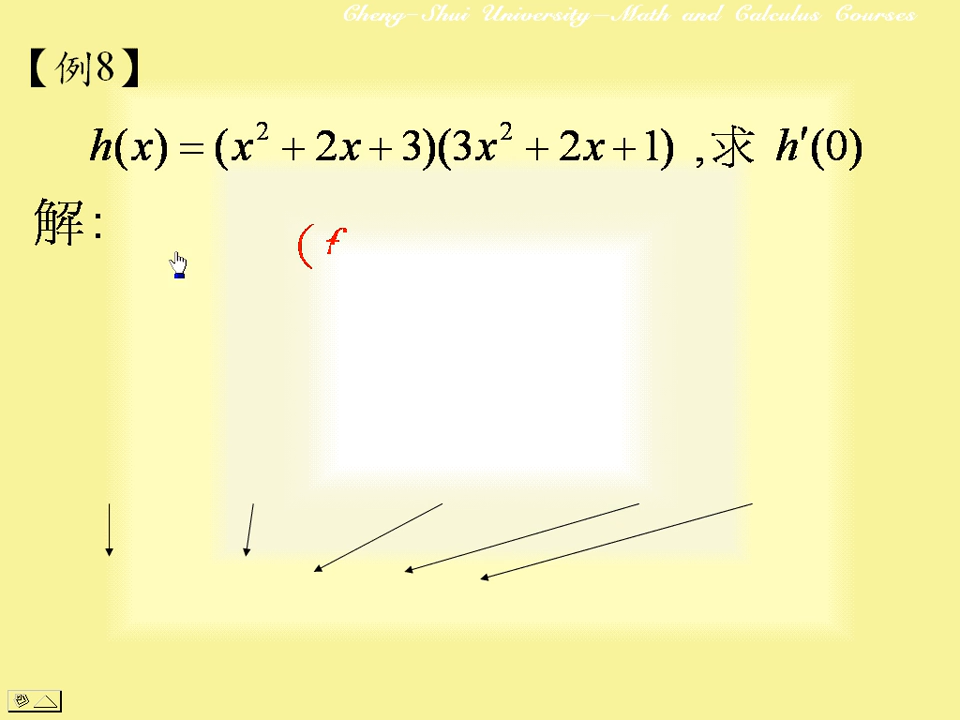 Cheng-Shui University-Math and Calculus Courses
【例8】
h(x) = (x² + 2x + 3)(3x² + 2x + 1) , 求 h′(0)
解:
( f